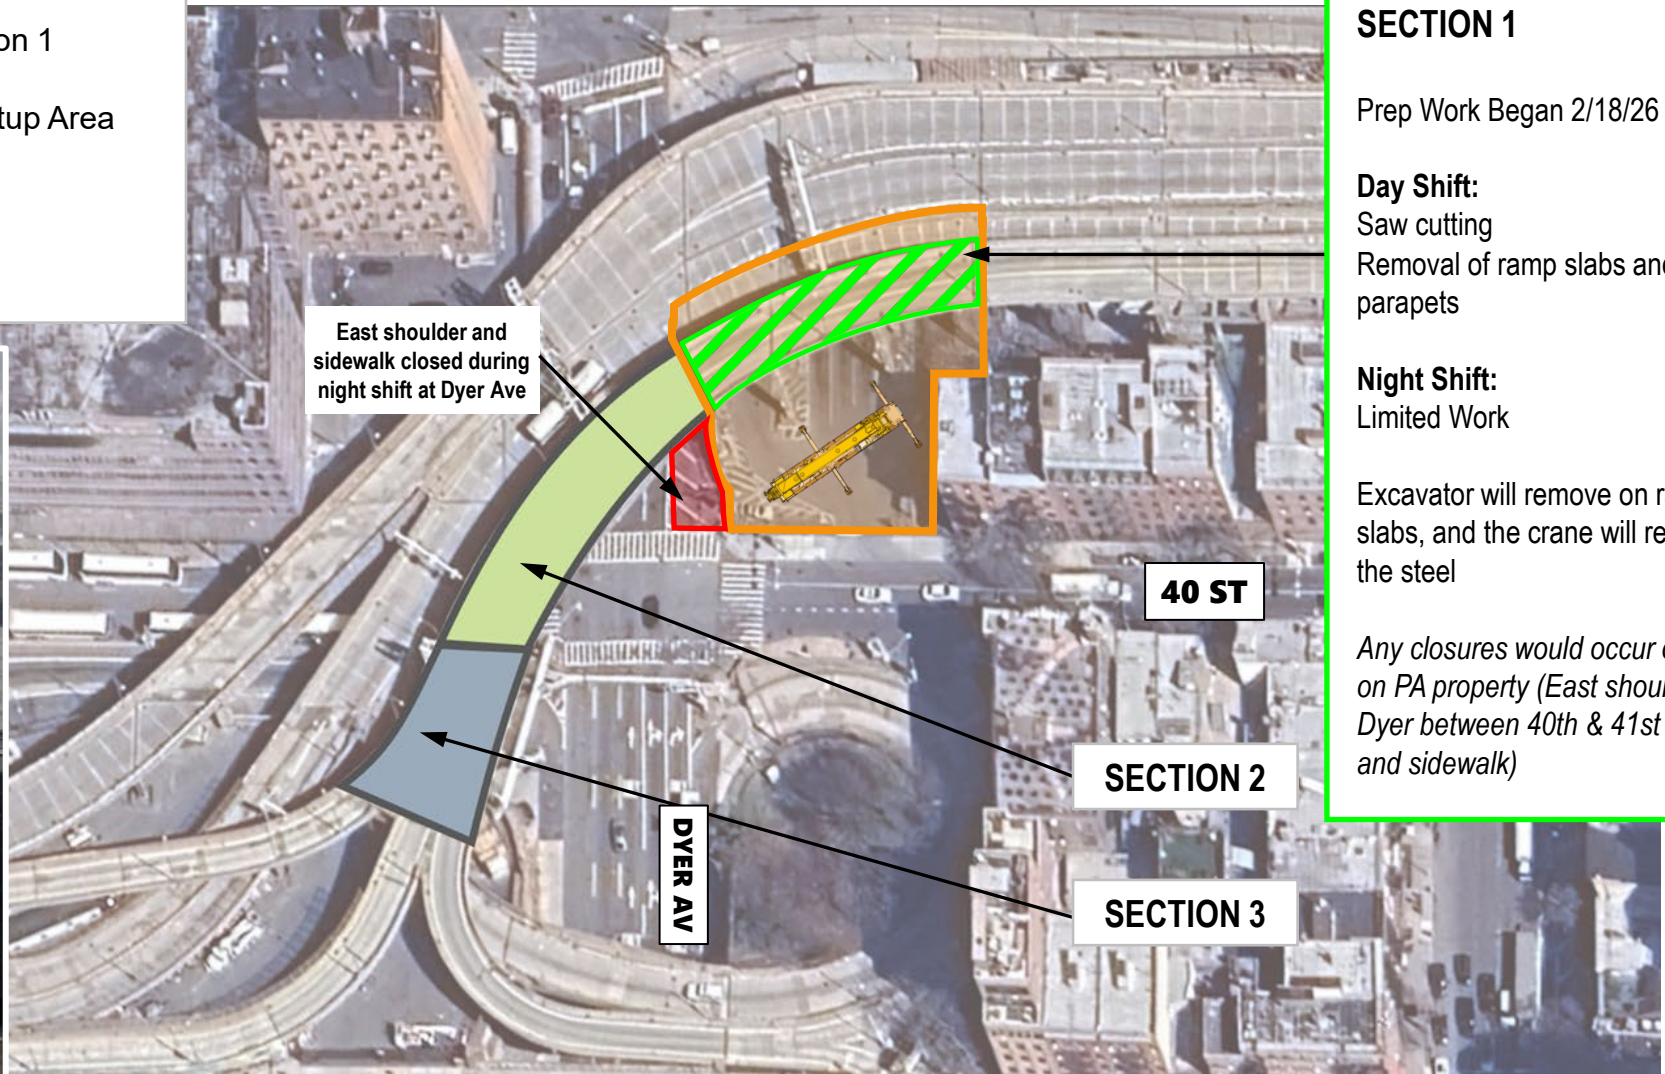 on 1
tup Area
East shoulder and
sidewalk closed during
night shift at Dyer Ave
SECTION 1
Prep Work Began 2/18/26
Day Shift:
Saw cutting
Removal of ramp slabs and
parapets
Night Shift:
Limited Work
Excavator will remove on r
slabs, and the crane will re
the steel
Any closures would occur
on PA property (East shoul
Dyer between 40th & 41st
and sidewalk)
40 ST
SECTION 2
DYER AV
SECTION 3